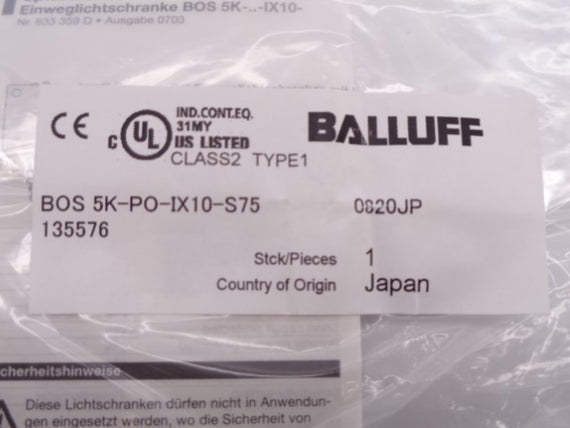 Einweglichtschranke BOS 5K-..-IX10-
Nr. 833 359 D • Ausgabe 0703
CE
c UL
IND.CONT.EQ.
31MY
US LISTED
CLASS2 TYPE1
BALLUFF
BOS 5K-PO-IX10-S75
0820JP
135576
Stck/Pieces 1
Country of Origin Japan
cherheitshinweise
Diese Lichtschranken dürfen nicht in Anwendun-
gen eingesetzt werden, wo die Sicherheit von